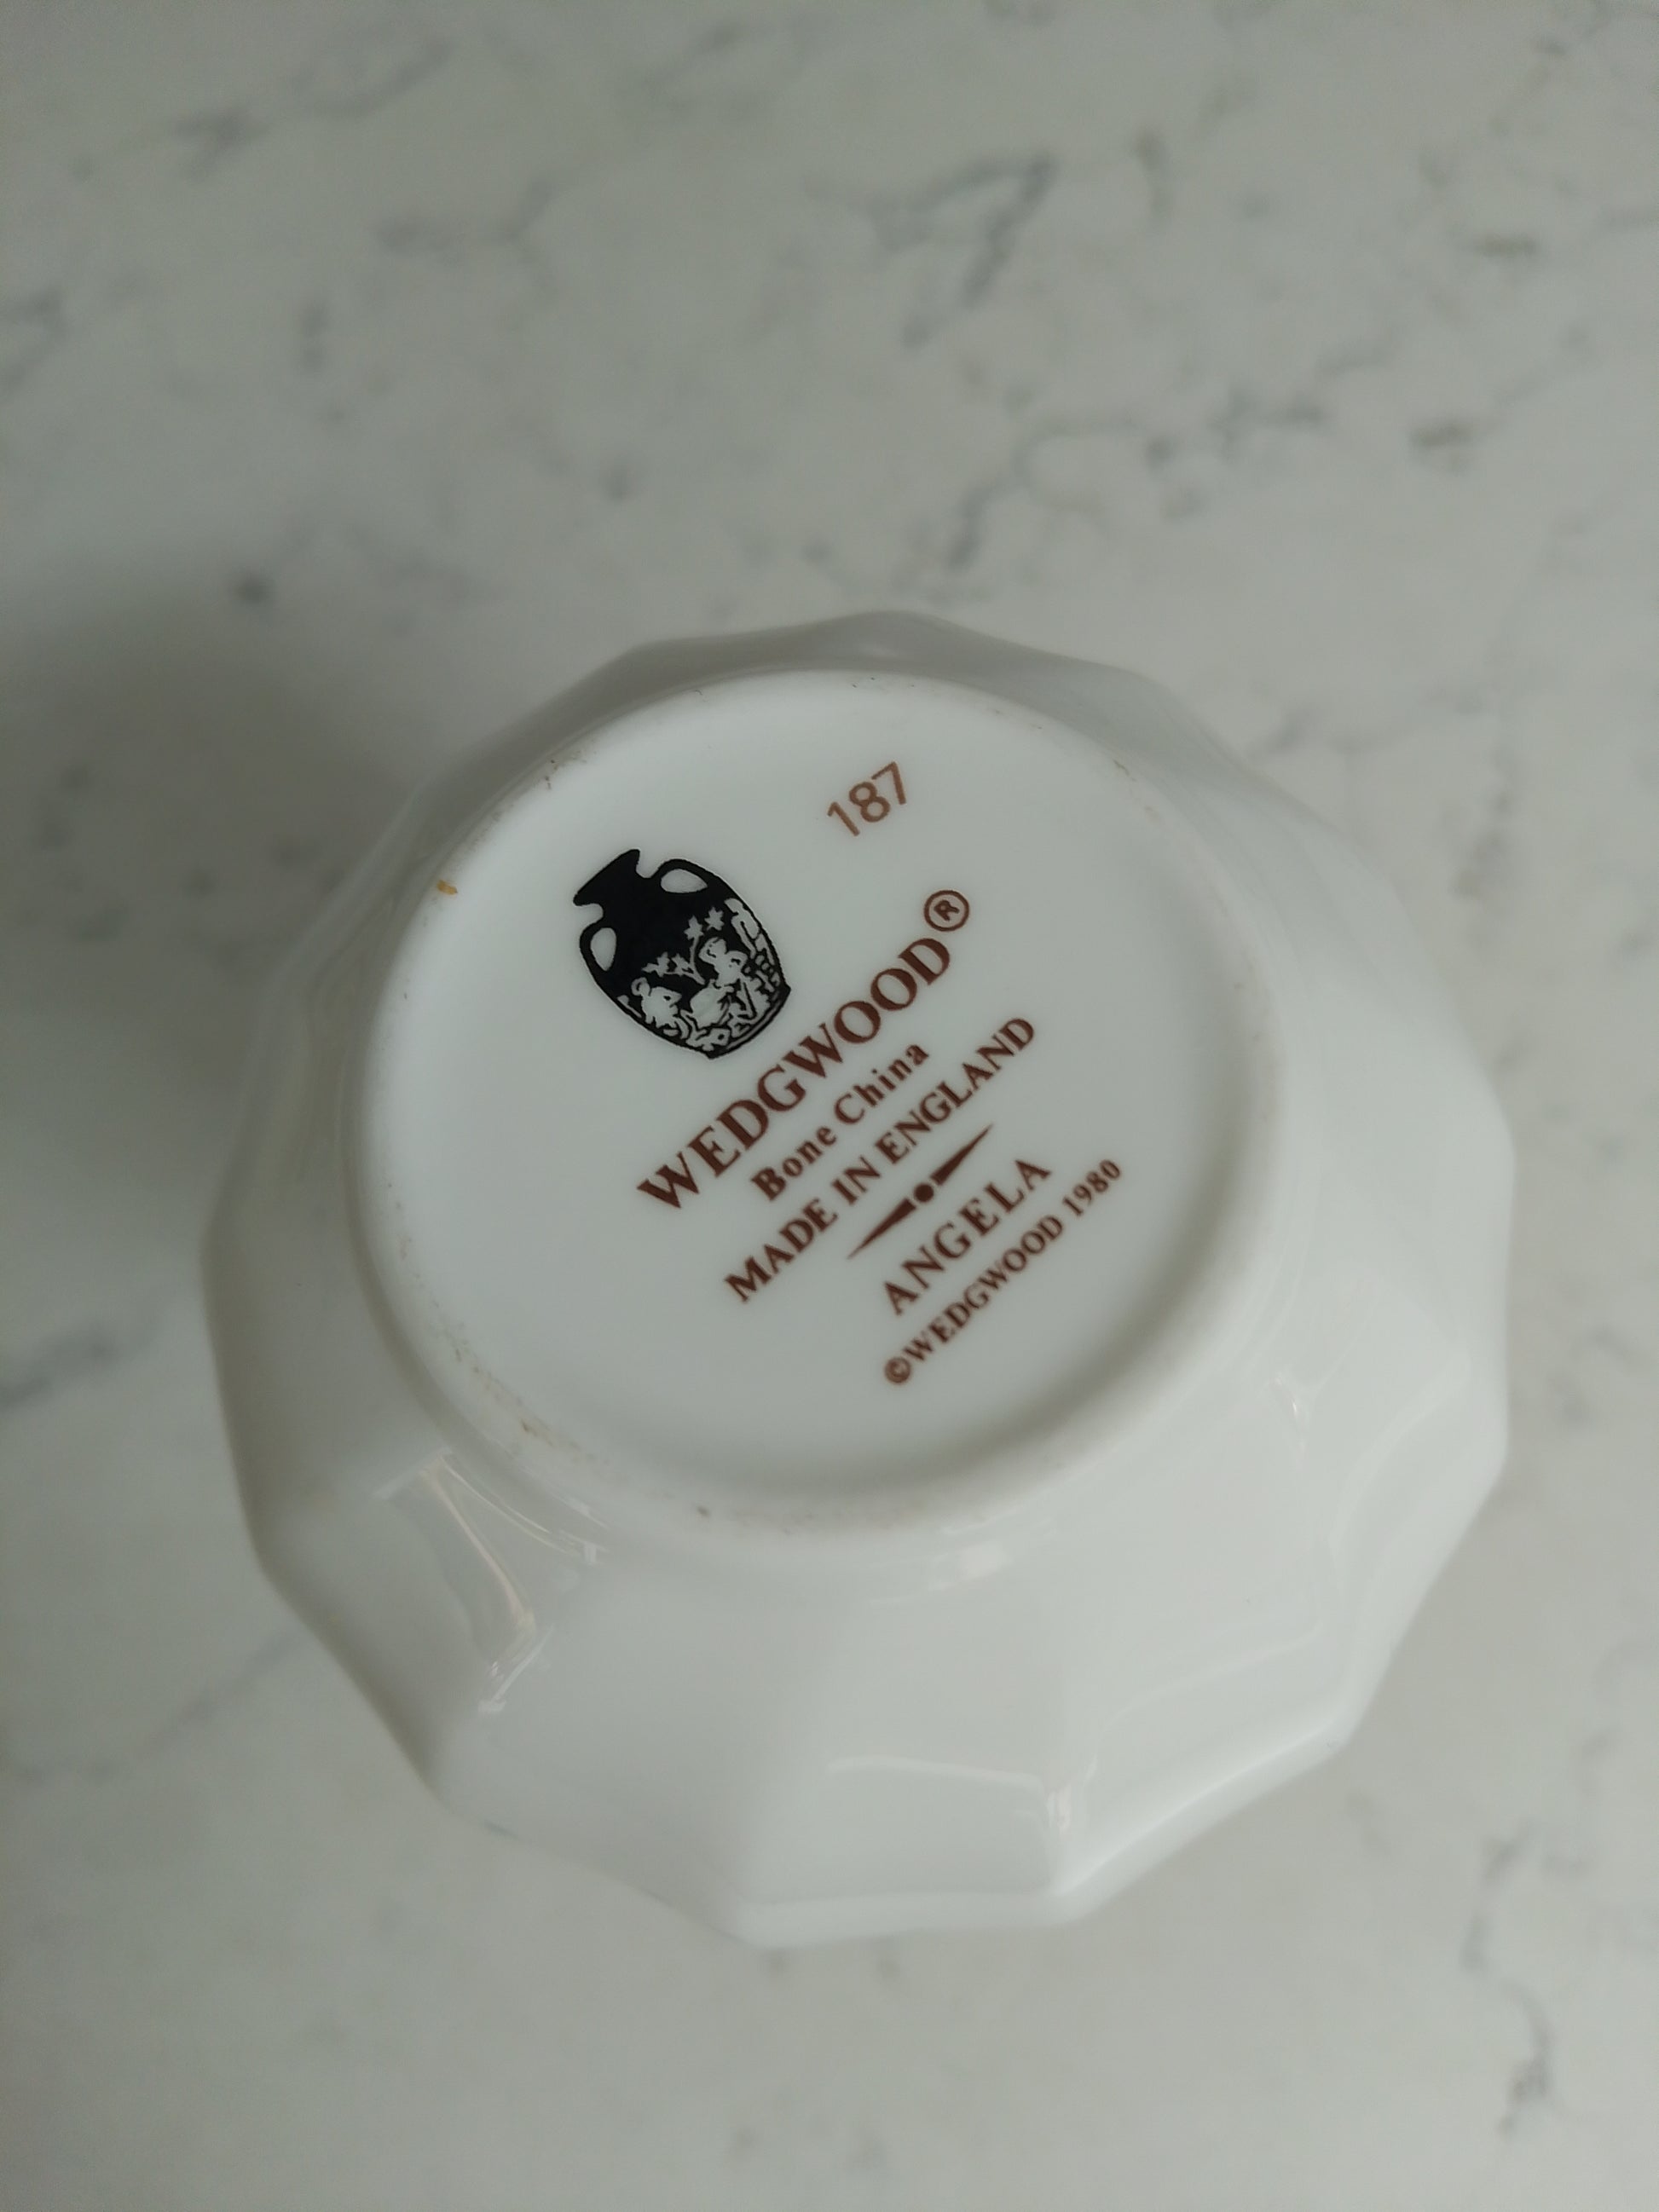 187
WEDGWOOD®
Bone China
MADE IN ENGLAND
ANGELA
©WEDGWOOD 1980